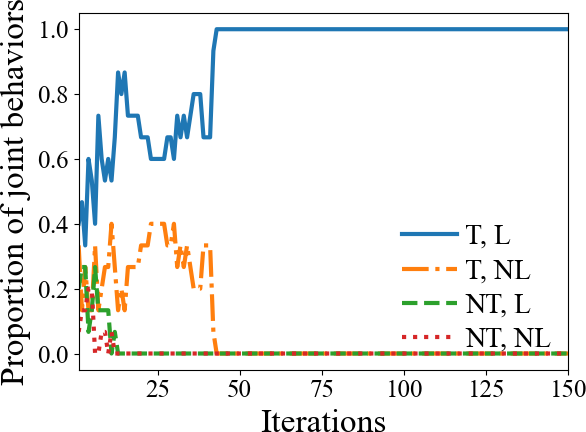 Proportion of joint behaviors
1.0
0.8
0.6
0.4
0.2
0.0
T, L
T, NL
NT, L
NT, NL
25 50 75 100 125 150
Iterations